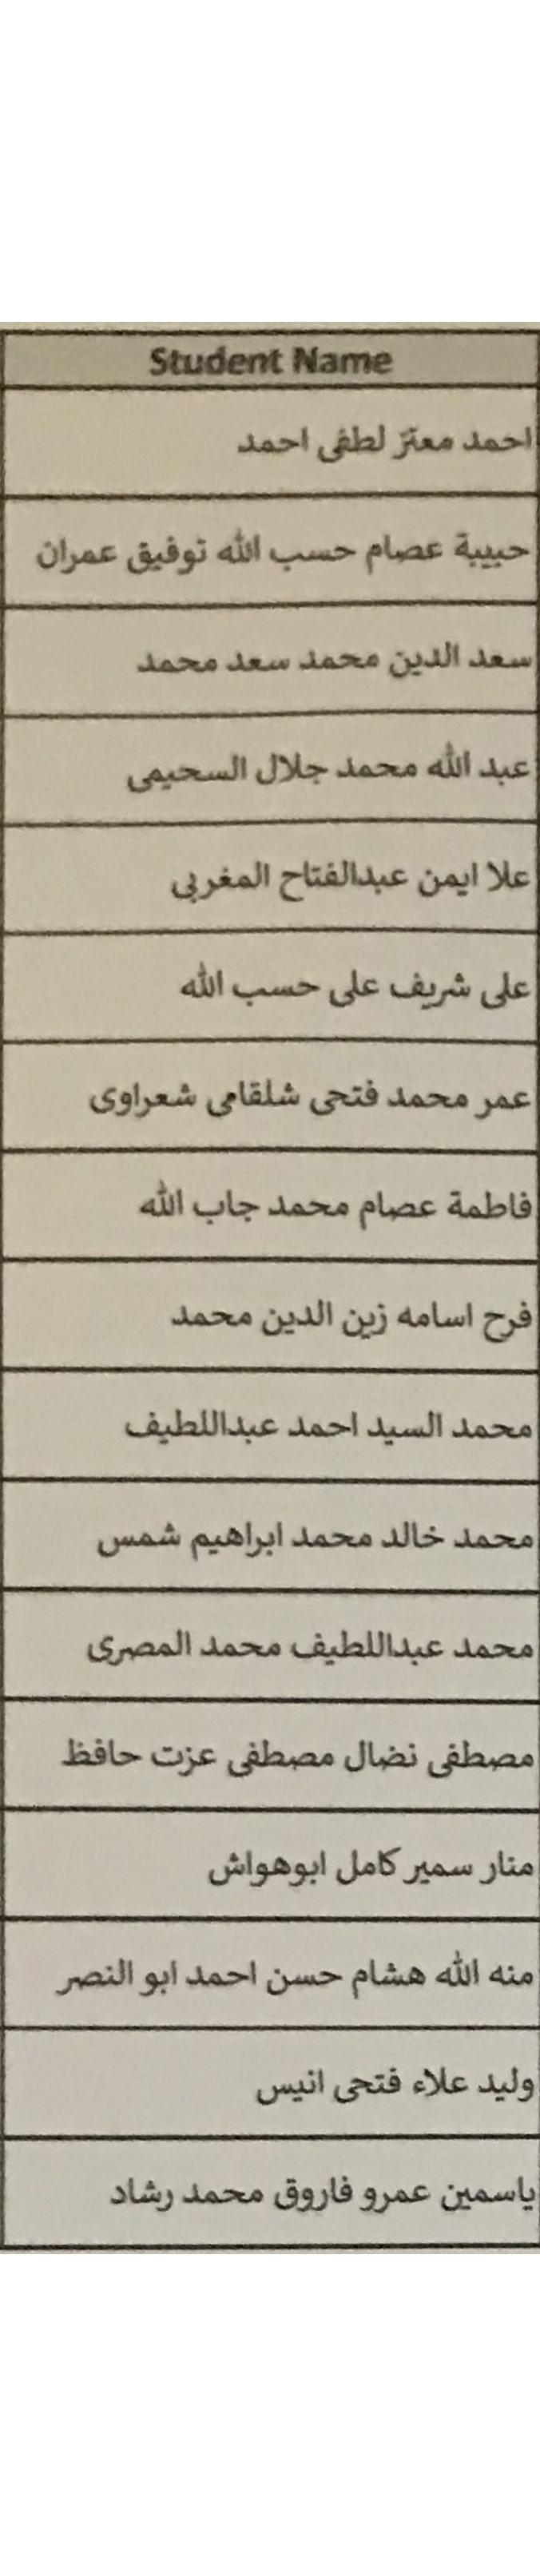 Student Name
احمد معتز لطفى احمد
حبيبة عصام حسب الله توفيق عمران
سعد الدين محمد سعد محمد
عبد الله محمد جلال السحيمى
علا ايمن عبدالفتاح المغربى
على شريف على حسب الله
عمر محمد فتحى شلقامى شعراوى
فاطمة عصام محمد جاب الله
فرح اسامه زين الدين محمد
محمد السيد احمد عبداللطيف
محمد خالد محمد ابراهيم شمس
محمد عبداللطيف محمد المصرى
مصطفى نضال مصطفى عزت حافظ
منار سمير كامل ابوهواش
منه الله هشام حسن احمد ابو النصر
وليد علاء فتحى انيس
ياسمين عمرو فاروق محمد رشاد